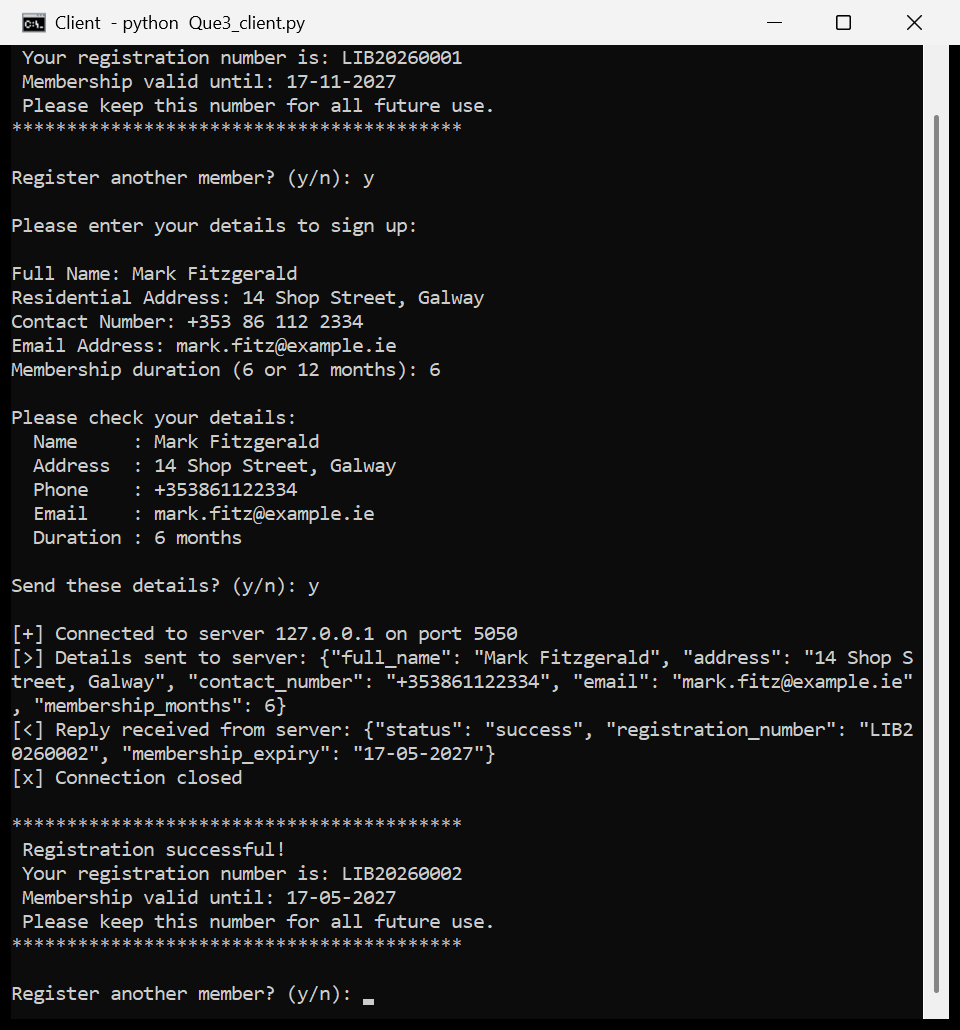 Client - python Que3_client.py
Your registration number is: LIB20260001
Membership valid until: 17-11-2027
Please keep this number for all future use.
*****************************************
Register another member? (y/n): y
Please enter your details to sign up:
Full Name: Mark Fitzgerald
Residential Address: 14 Shop Street, Galway
Contact Number: +353 86 112 2334
Email Address: mark.fitz@example.ie
Membership duration (6 or 12 months): 6
Please check your details:
Name     : Mark Fitzgerald
Address  : 14 Shop Street, Galway
Phone    : +353861122334
Email    : mark.fitz@example.ie
Duration : 6 months
Send these details? (y/n): y
[+] Connected to server 127.0.0.1 on port 5050
[>] Details sent to server: {"full_name": "Mark Fitzgerald", "address": "14 Shop S
treet, Galway", "contact_number": "+353861122334", "email": "mark.fitz@example.ie"
, "membership_months": 6}
[<] Reply received from server: {"status": "success", "registration_number": "LIB2
0260002", "membership_expiry": "17-05-2027"}
[x] Connection closed
*****************************************
Registration successful!
Your registration number is: LIB20260002
Membership valid until: 17-05-2027
Please keep this number for all future use.
*****************************************
Register another member? (y/n):